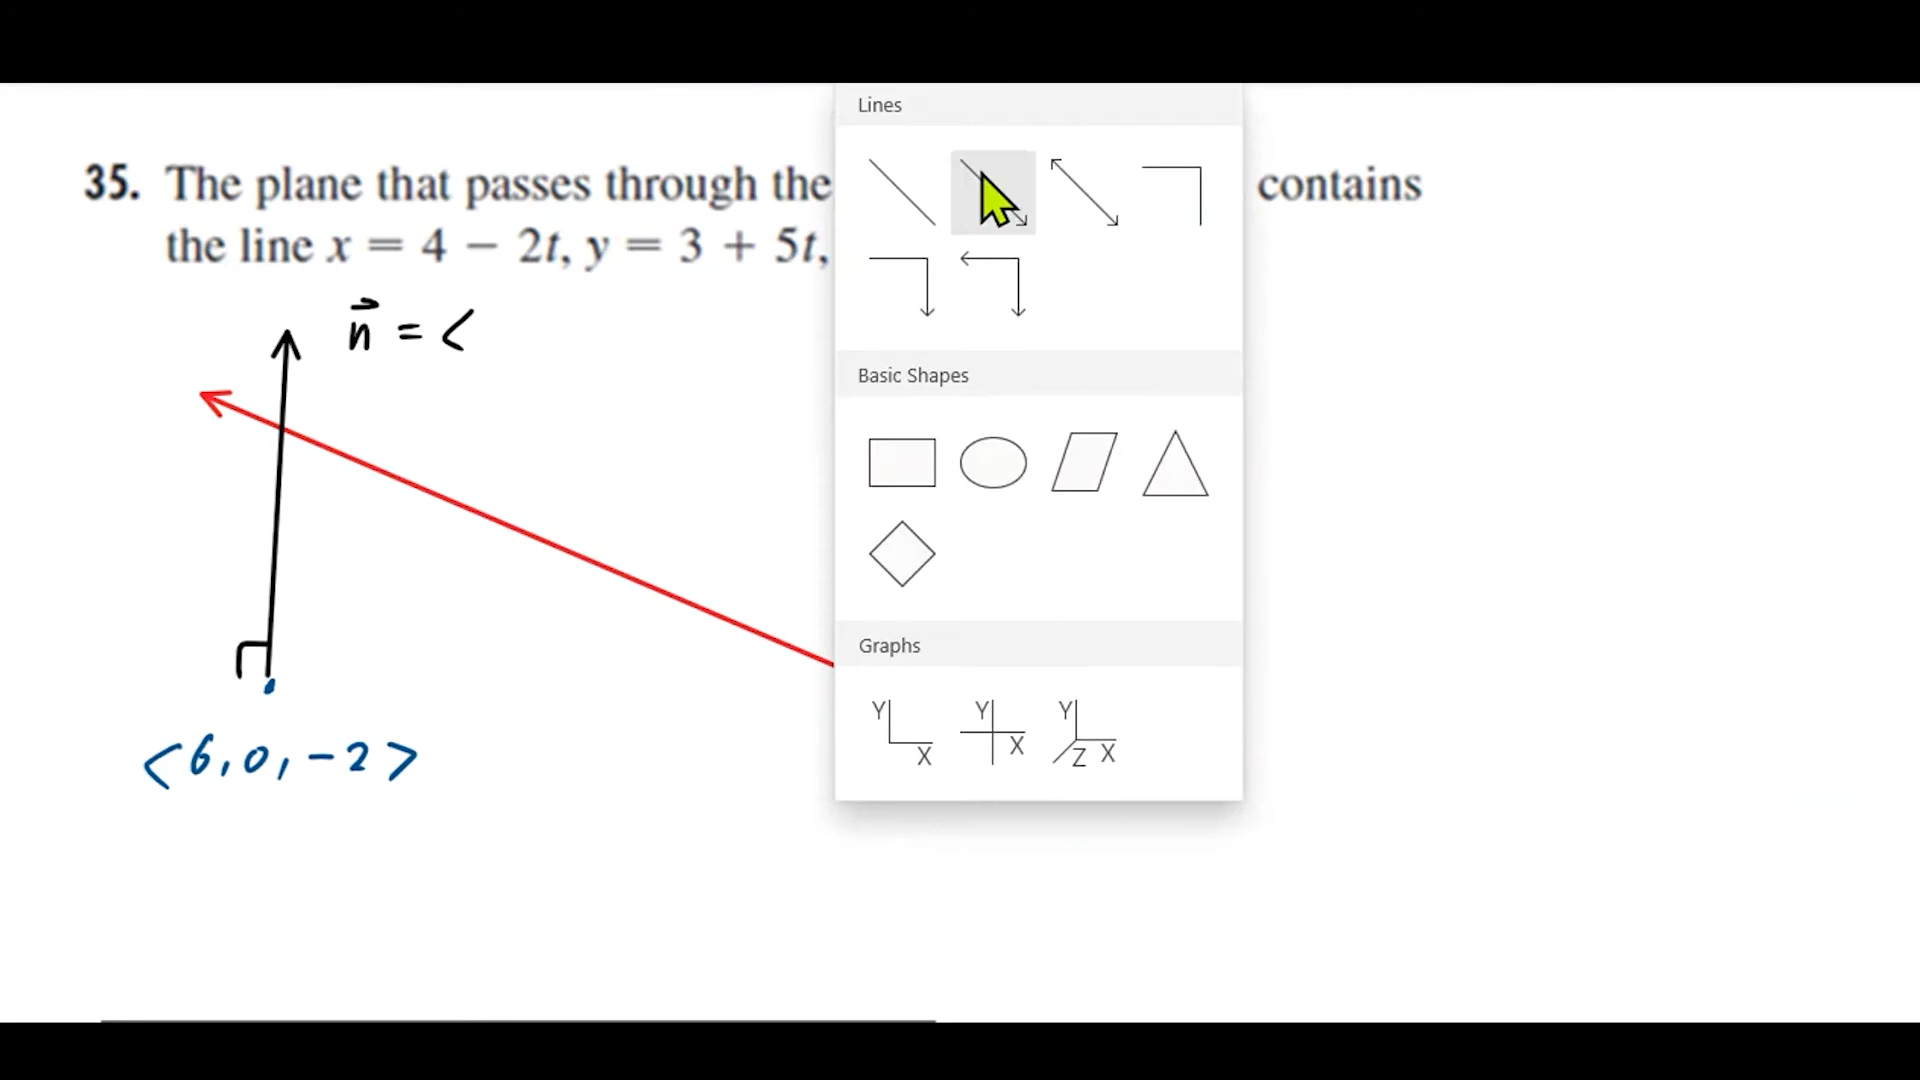 Lines
35. The plane that passes through the contains
the line x = 4 − 2t, y = 3 + 5t,
n⃗ = <
Basic Shapes
Graphs
Y X Y X Y Z X
<6, 0, -2>